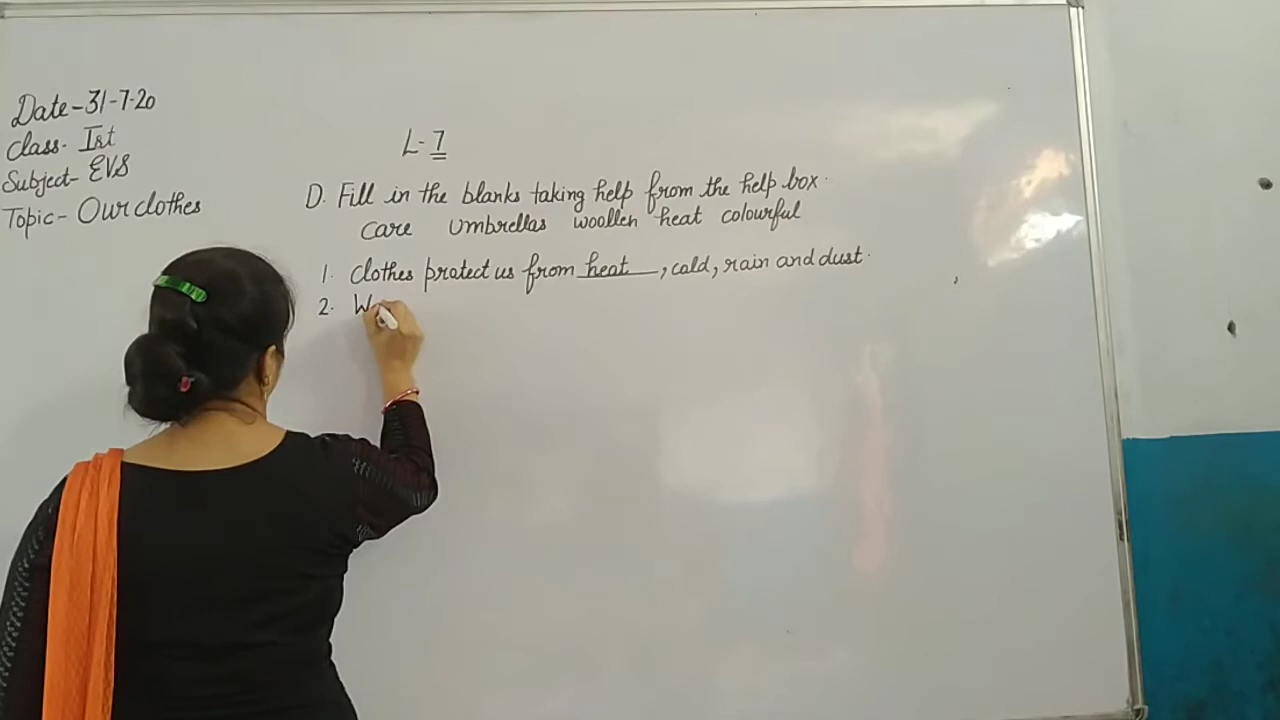 Date-31-7-20
Class- Ist
Subject- EVS
Topic- Our clothes
L-7
D. Fill in the blanks taking help from the help box.
care umbrellas woollen heat colourful
1. Clothes protect us from heat, cold, rain and dust.
2.